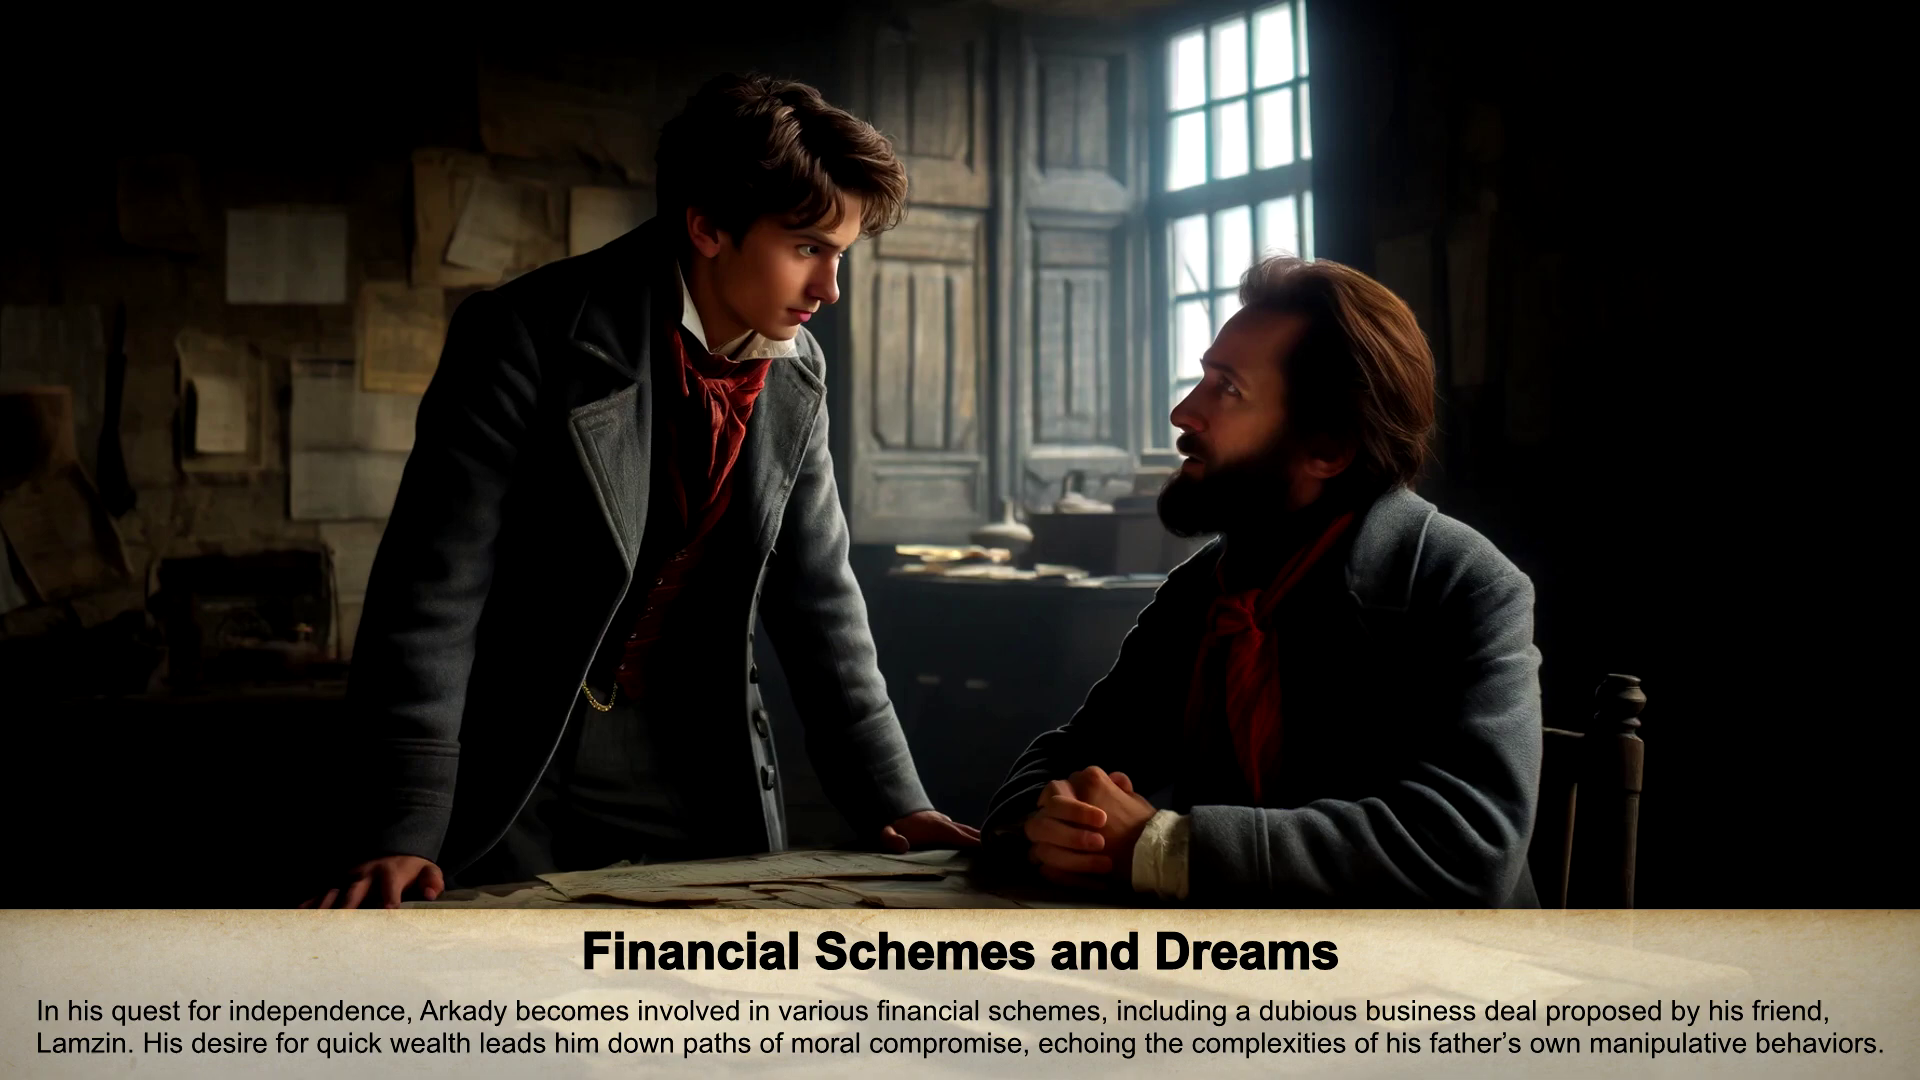 Financial Schemes and Dreams
In his quest for independence, Arkady becomes involved in various financial schemes, including a dubious business deal proposed by his friend,
Lamzin. His desire for quick wealth leads him down paths of moral compromise, echoing the complexities of his father’s own manipulative behaviors.